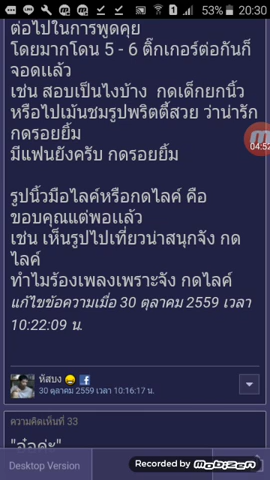 53% 20:30
ต่อไปในการพูดคุย
โดยมากโดน 5 - 6 ติ๊กเกอร์ต่อกันก็
จอดแล้ว
เช่น สอบเป็นไงบ้าง กดเด็กยกนิ้ว
หรือไปเม้นชมรูปพริตตี้สวย ว่าน่ารัก
กดรอยยิ้ม
มีแฟนยังครับ กดรอยยิ้ม
04:52
รูปนิ้วมือไลค์หรือกดไลค์ คือ
ขอบคุณแต่พอแล้ว
เช่น เห็นรูปไปเที่ยวน่าสนุกจัง กด
ไลค์
ทำไมร้องเพลงเพราะจัง กดไลค์
แก้ไขข้อความเมื่อ 30 ตุลาคม 2559 เวลา
10:22:09 น.
หัสบง
30 ตุลาคม 2559 เวลา 10:16:17 น.
ความคิดเห็นที่ 33
"อ๋อค่ะ"
Desktop Version
Recorded by mobizen